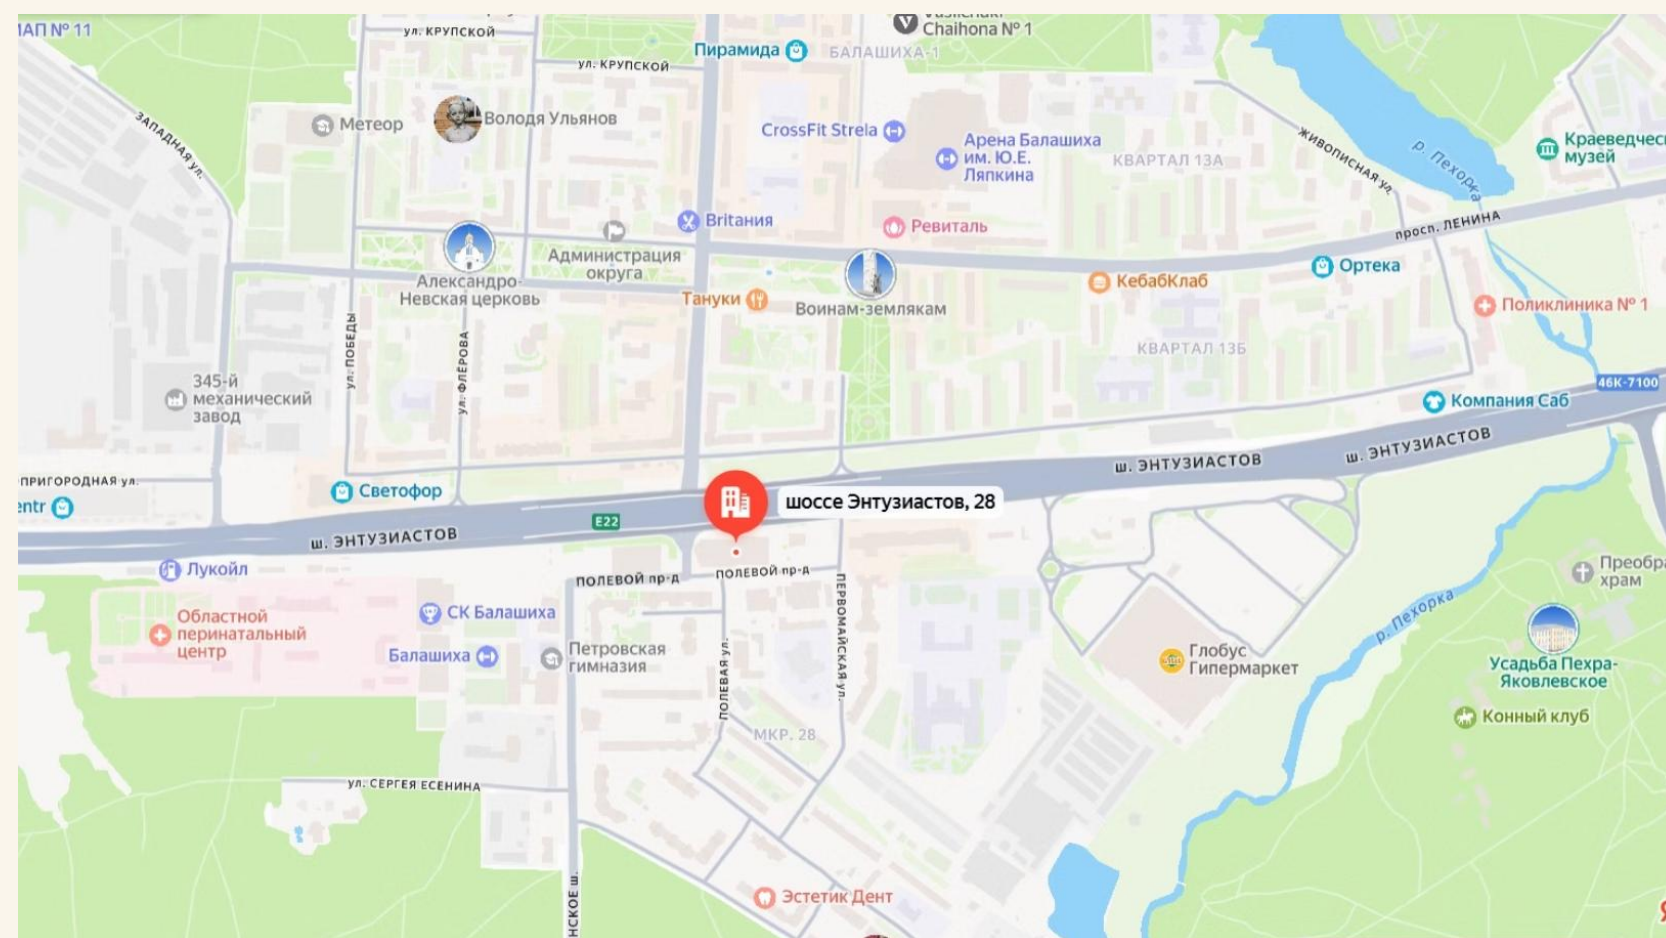 МАП № 11
ул. КРУПСКОЙ
Chaihona № 1
Пирамида
БАЛАШИХА-1
ул. КРУПСКОЙ
ЗАПАДНАЯ ул.
Метеор
Володя Ульянов
CrossFit Strela
Арена Балашиха
им. Ю.Е.
Ляпкина
КВАРТАЛ 13А
ЖИВОПИСНАЯ ул.
р. Пехорка
музей
Britания
Ревиталь
просп. ЛЕНИНА
Администрация
округа
Ортека
Александро-
Невская церковь
Тануки
Воинам-землякам
КебабКлаб
Поликлиника № 1
ул. ПОБЕДЫ
ул. ФЛЁРОВА
КВАРТАЛ 13Б
345-й
механический
завод
46К-7100
Компания Саб
ПРИГОРОДНАЯ ул.
Светофор
ш. ЭНТУЗИАСТОВ
ш. ЭНТУЗИАСТОВ
entr
шоссе Энтузиастов, 28
E22
ш. ЭНТУЗИАСТОВ
Лукойл
ПОЛЕВОЙ пр-д
ПОЛЕВОЙ пр-д
Преобра
храм
Областной
перинатальный
центр
СК Балашиха
ПЕРВОМАЙСКАЯ ул.
р. Пехорка
Балашиха
Петровская
гимназия
ПОЛЕВАЯ ул.
Глобус
Гипермаркет
Усадьба Пехра-
Яковлевское
Конный клуб
МКР. 28
ул. СЕРГЕЯ ЕСЕНИНА
НСКОЕ ш.
Эстетик Дент